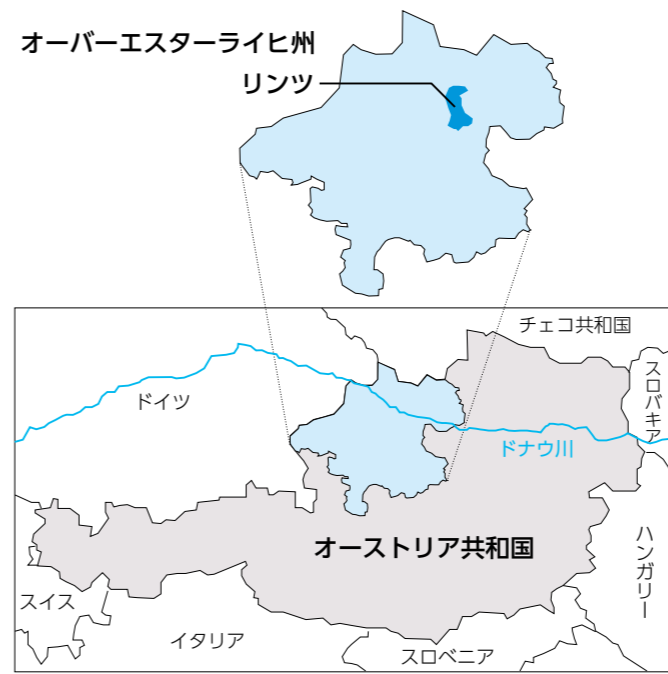 オーバーエスターライヒ州
リンツ
チェコ共和国
スロバキア
ドイツ
ドナウ川
オーストリア共和国
ハンガリー
スイス
イタリア
スロベニア